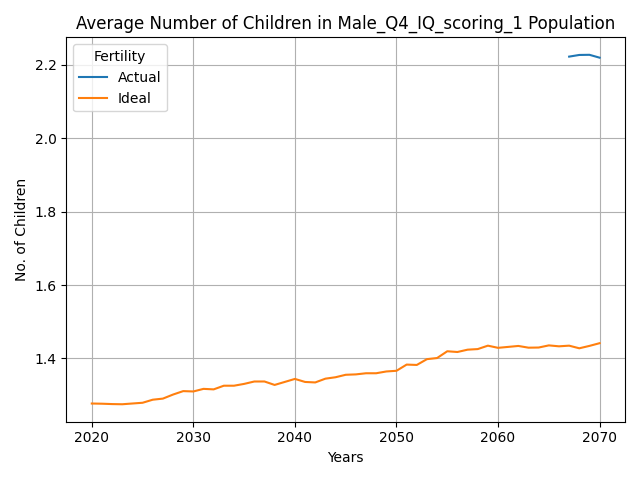 Average Number of Children in Male_Q4_IQ_scoring_1 Population
Fertility
Actual
Ideal
No. of Children
2.2
2.0
1.8
1.6
1.4
2020 2030 2040 2050 2060 2070
Years